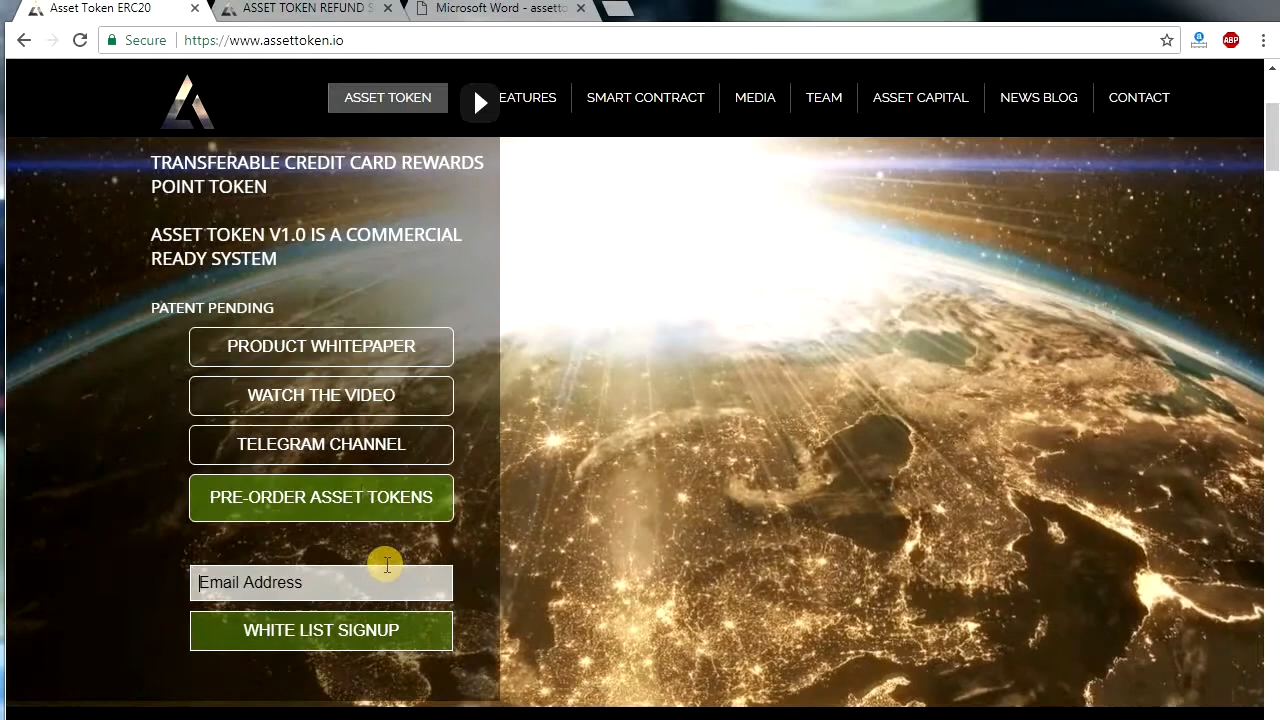 Asset Token ERC20
ASSET TOKEN REFUND S
Microsoft Word - assetto
Secure
https://www.assettoken.io
ABP
ASSET TOKEN
EATURES
SMART CONTRACT
MEDIA
TEAM
ASSET CAPITAL
NEWS BLOG
CONTACT
TRANSFERABLE CREDIT CARD REWARDS
POINT TOKEN
ASSET TOKEN V1.0 IS A COMMERCIAL
READY SYSTEM
PATENT PENDING
PRODUCT WHITEPAPER
WATCH THE VIDEO
TELEGRAM CHANNEL
PRE-ORDER ASSET TOKENS
Email Address
WHITE LIST SIGNUP